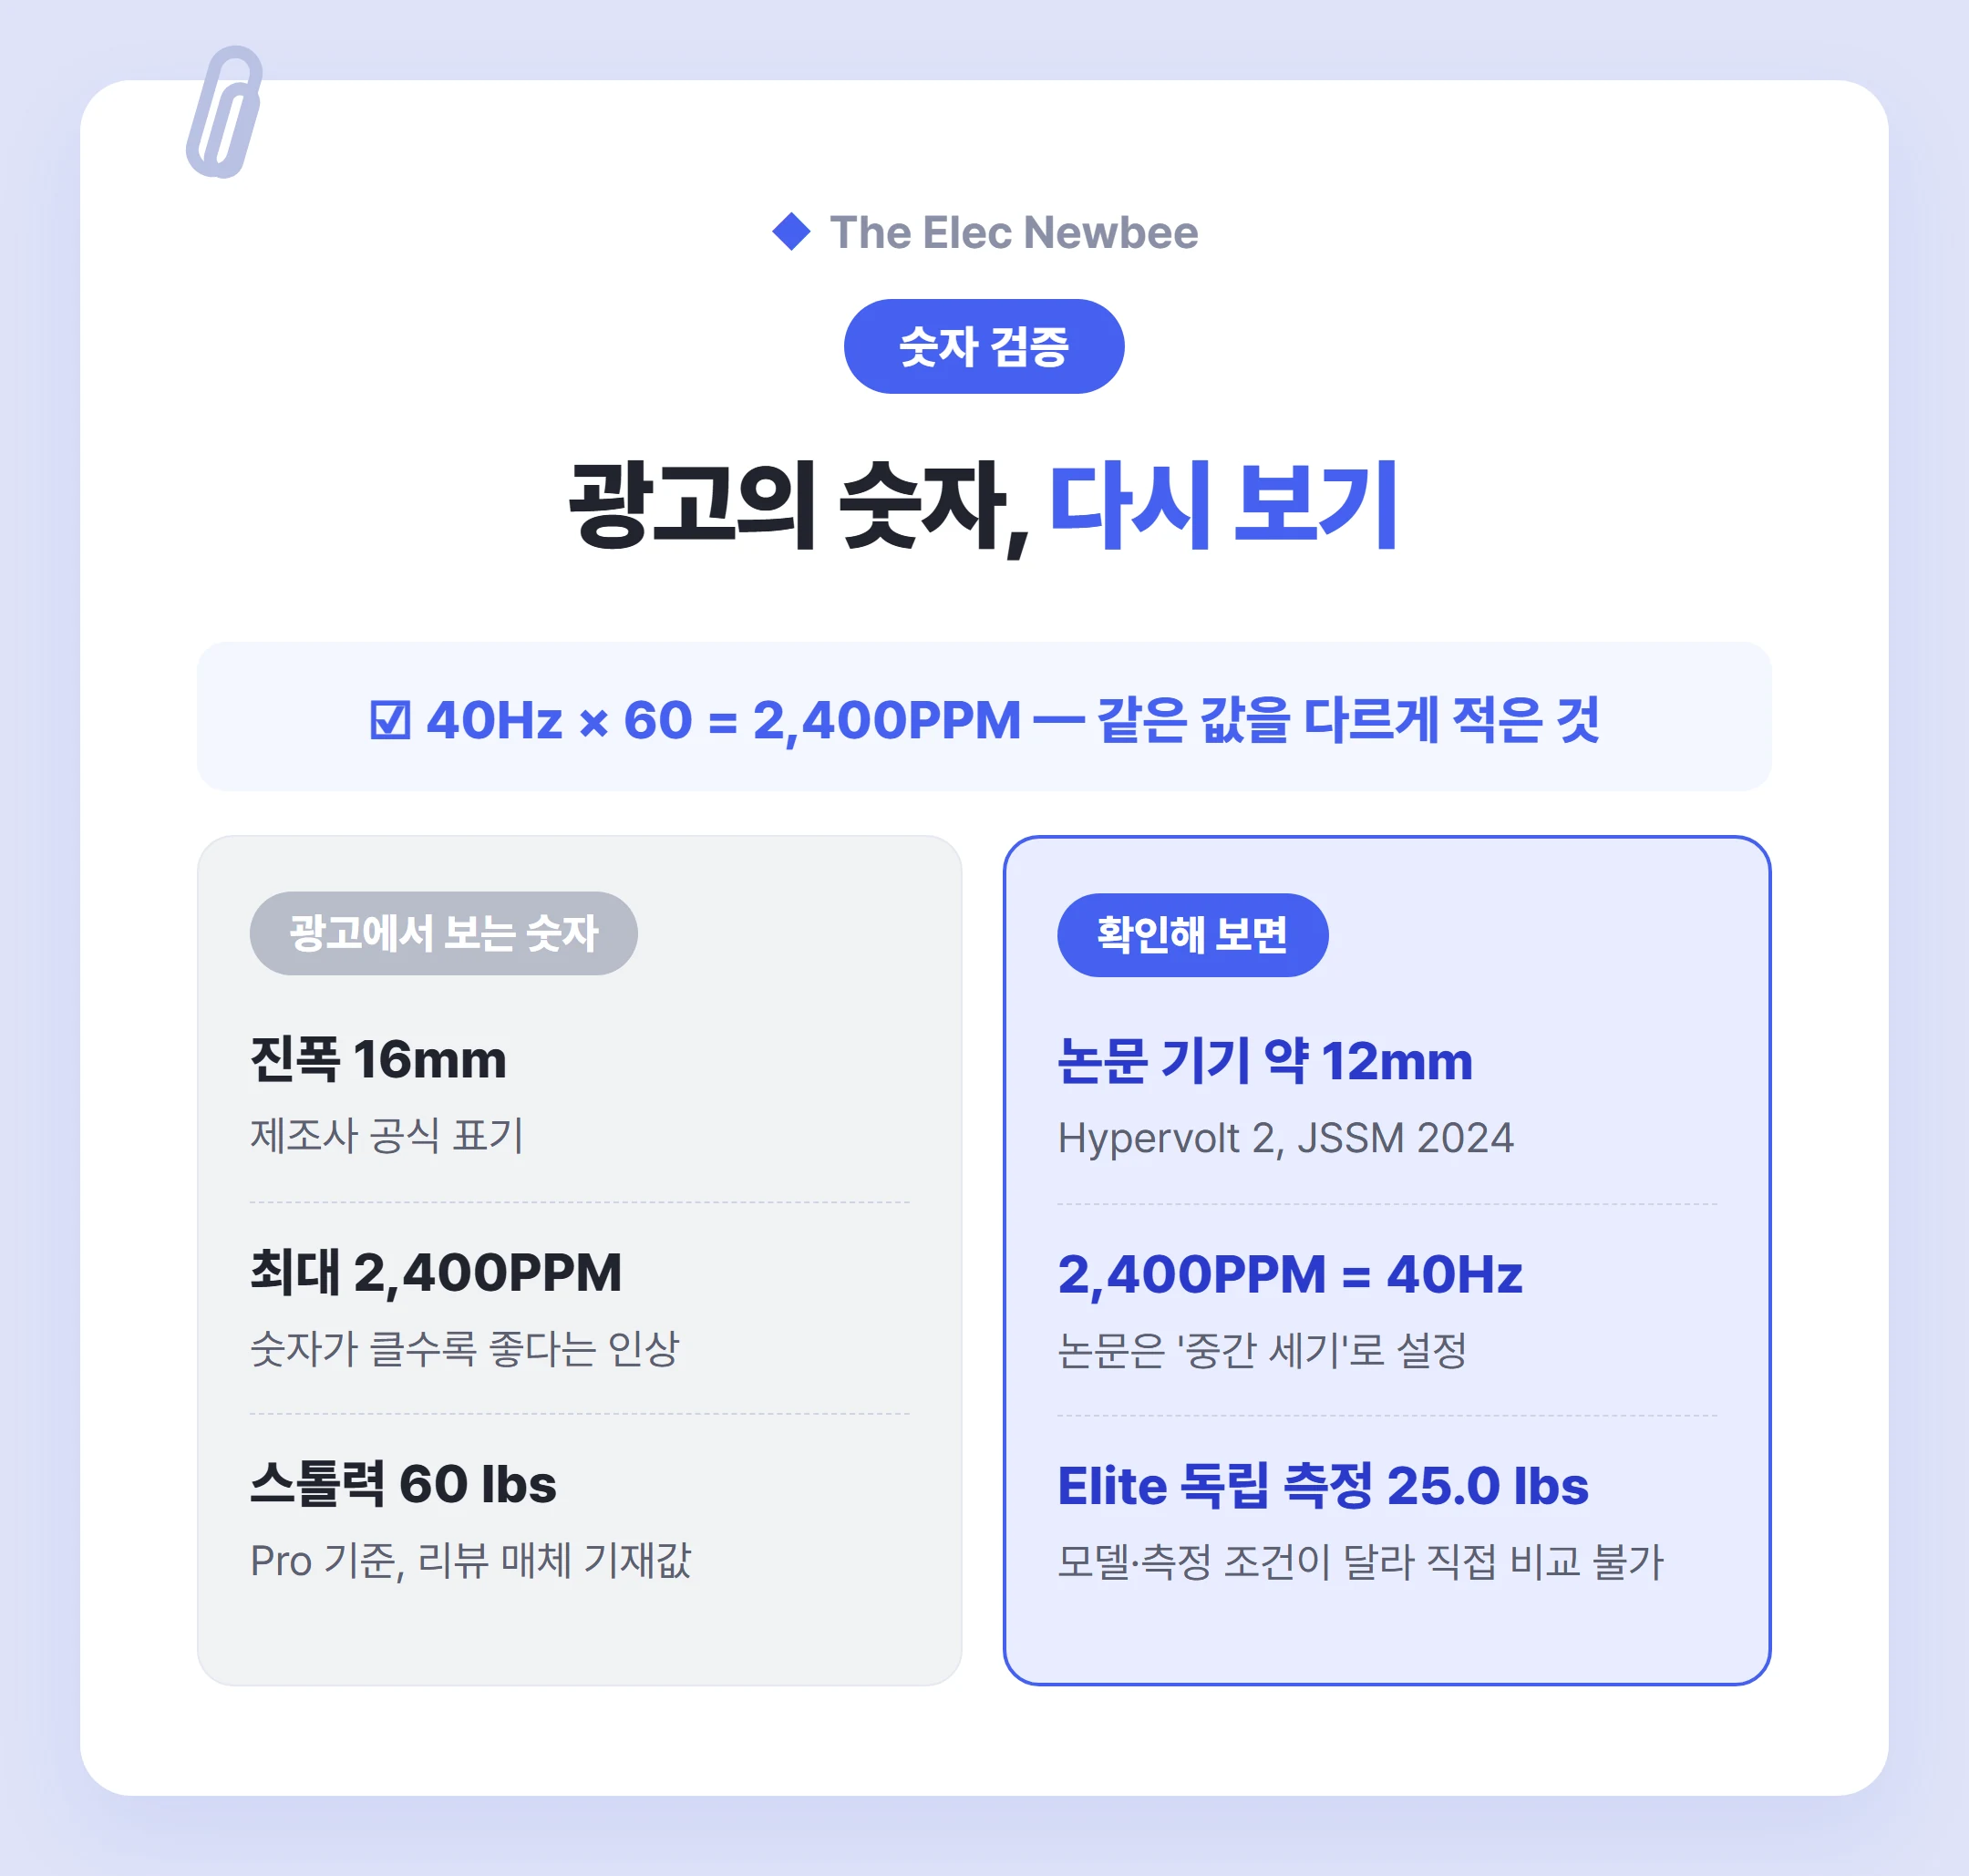 The Elec Newbee
숫자 검증
광고의 숫자, 다시 보기
☑ 40Hz × 60 = 2,400PPM — 같은 값을 다르게 적은 것
광고에서 보는 숫자
진폭 16mm
제조사 공식 표기
최대 2,400PPM
숫자가 클수록 좋다는 인상
스톨력 60 lbs
Pro 기준, 리뷰 매체 기재값
확인해 보면
논문 기기 약 12mm
Hypervolt 2, JSSM 2024
2,400PPM = 40Hz
논문은 '중간 세기'로 설정
Elite 독립 측정 25.0 lbs
모델·측정 조건이 달라 직접 비교 불가